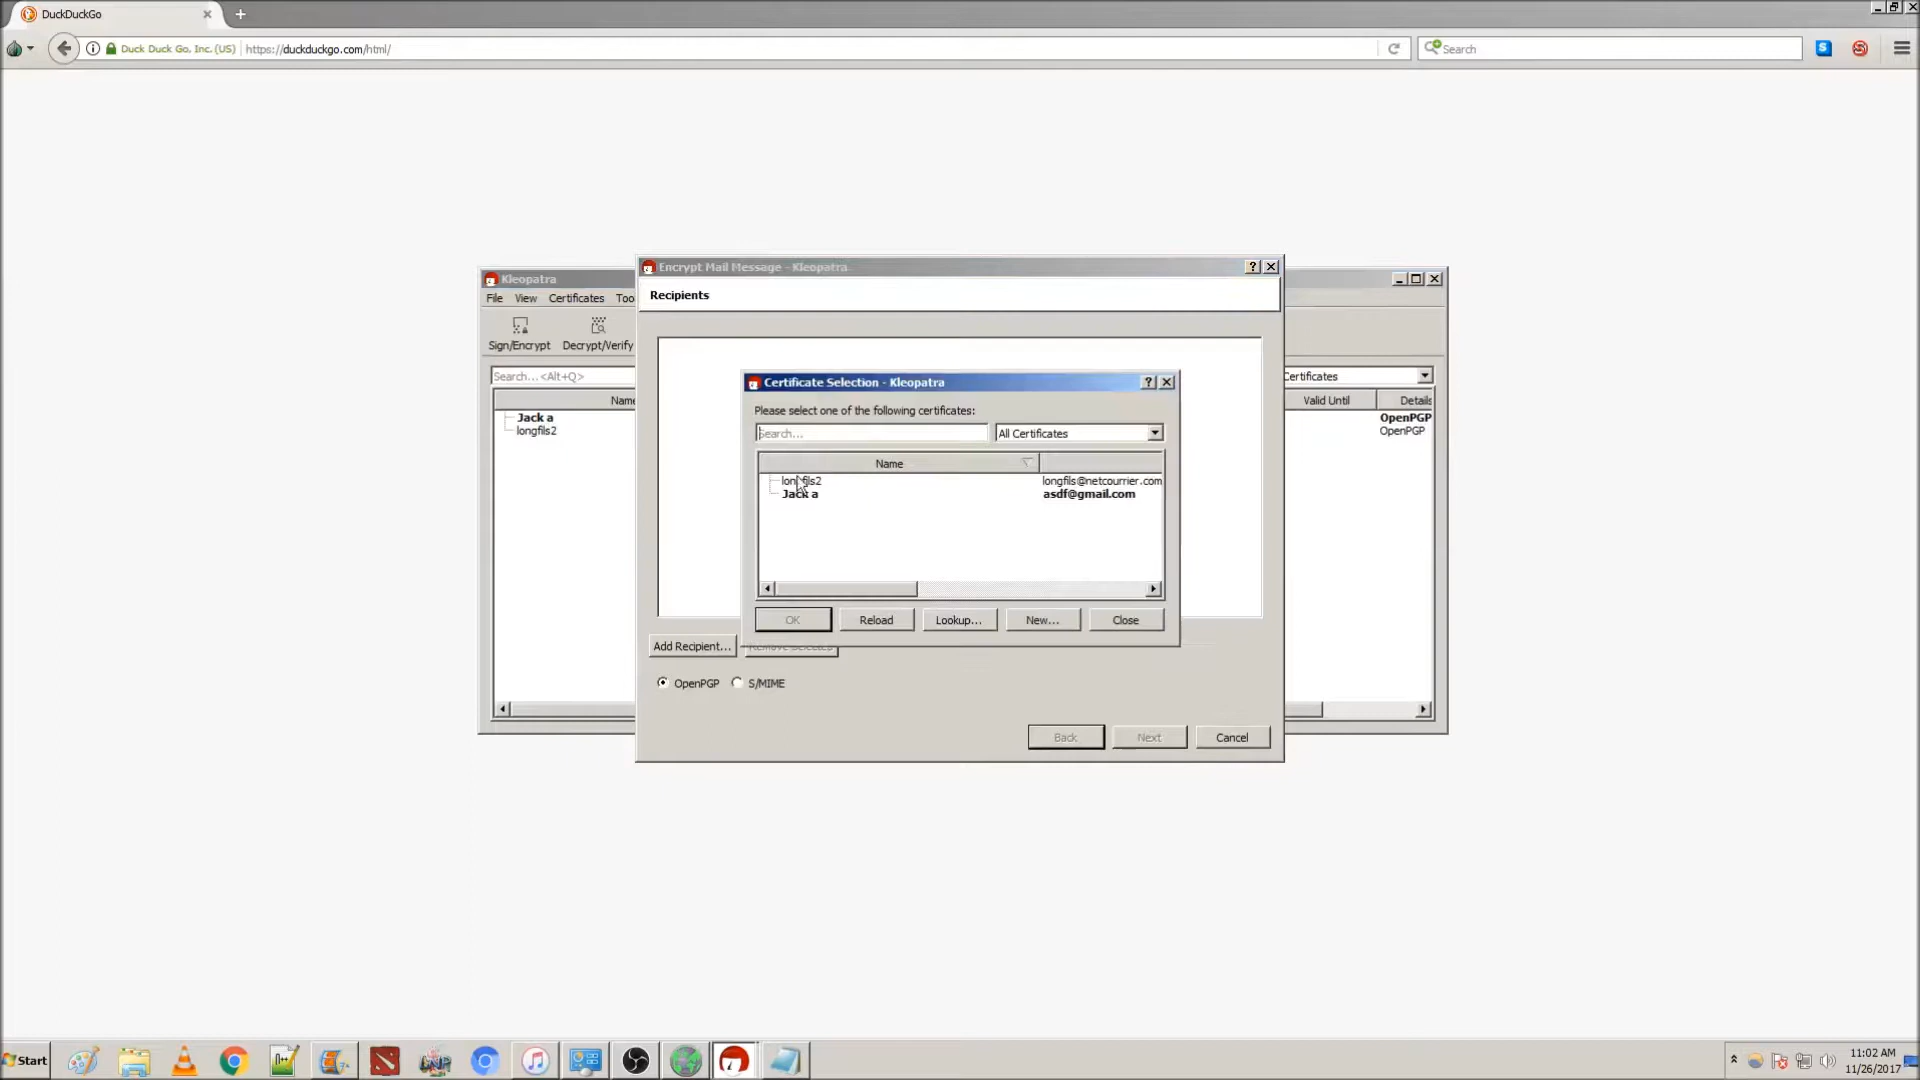 DuckDuckGo
Duck Duck Go, Inc. (US) https://duckduckgo.com/html/
Search
Kleopatra
File View Certificates Too
Sign/Encrypt Decrypt/Verify
Search...<Alt+Q>
Name
Jack a
longfils2
Encrypt Mail Message - Kleopatra
Recipients
Certificate Selection - Kleopatra
Please select one of the following certificates:
Search...
All Certificates
Name
longfils2 longfils@netcourrier.com
Jack a asdf@gmail.com
OK Reload Lookup... New... Close
Add Recipient... Remove Selected
OpenPGP S/MIME
Back Next Cancel
Certificates
Valid Until Details
OpenPGP
OpenPGP
Start
11:02 AM
11/26/2017